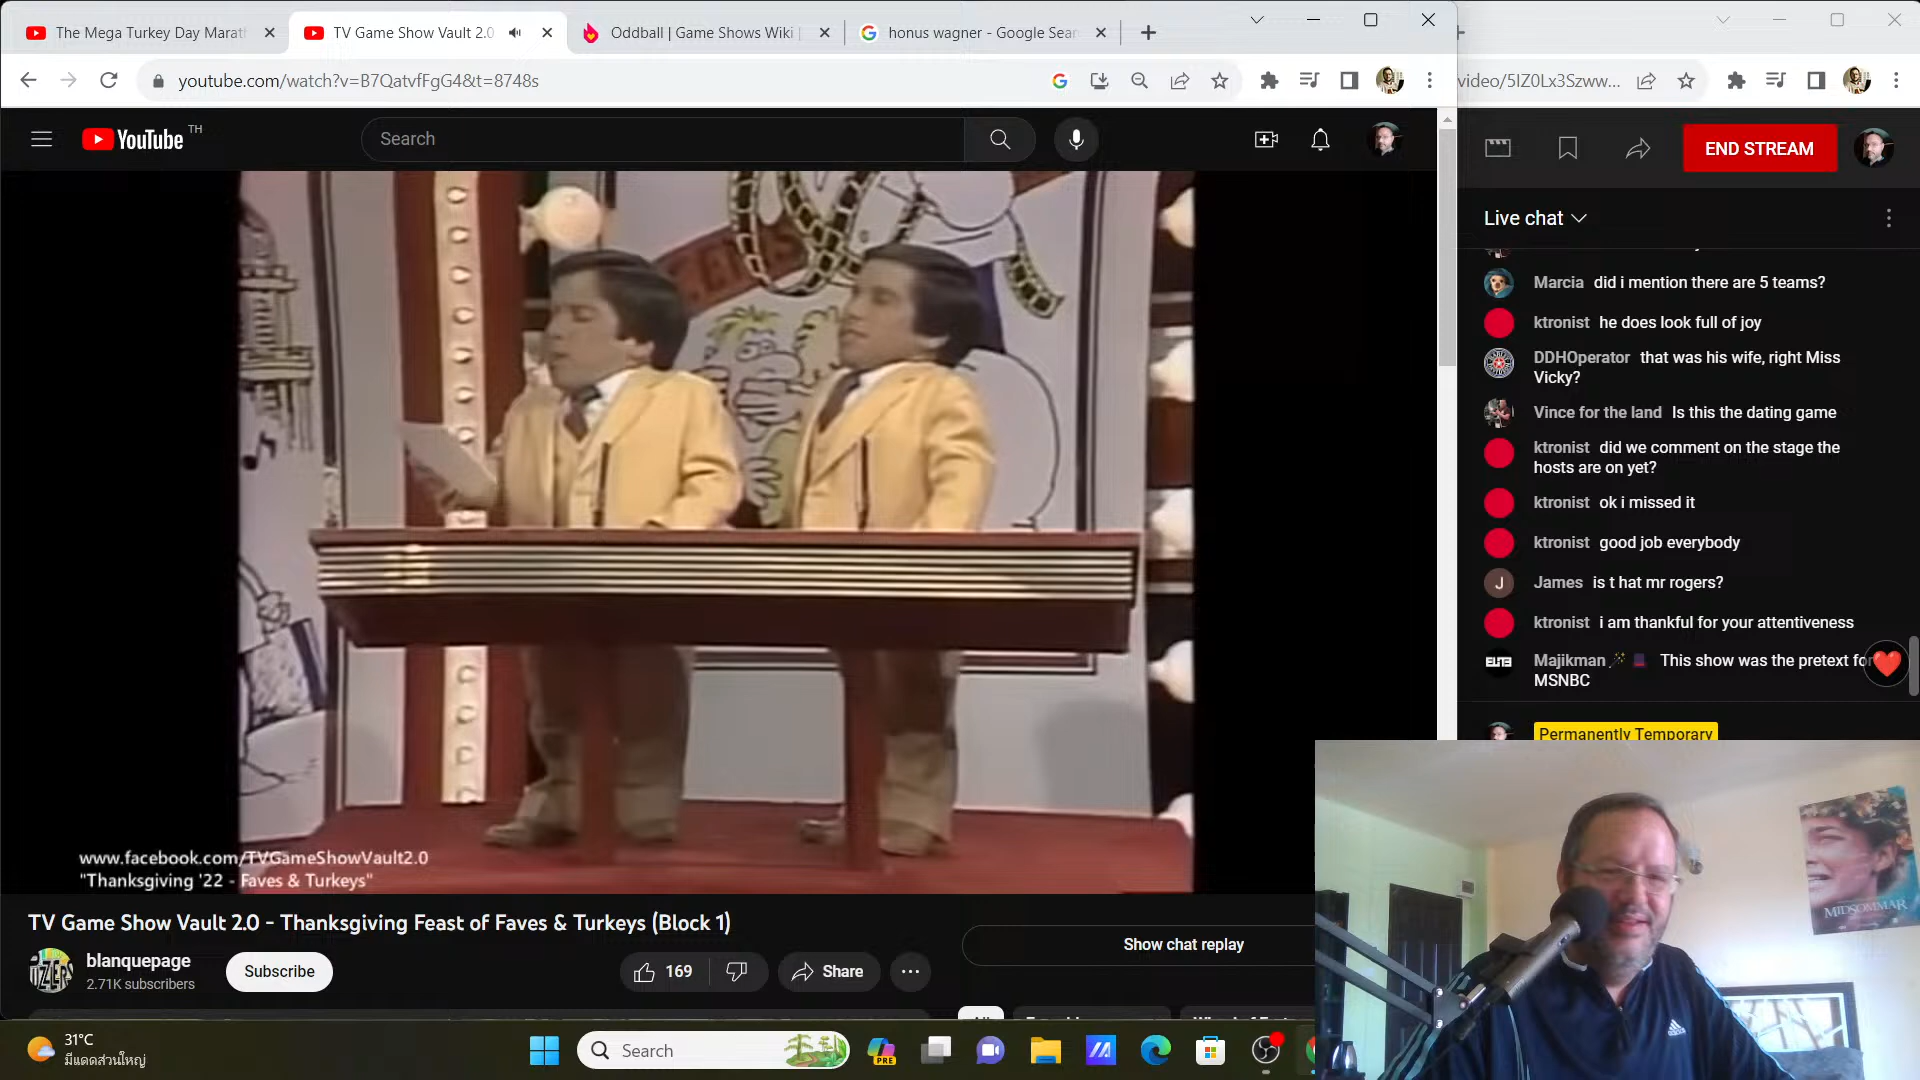 The Mega Turkey Day Marat
TV Game Show Vault 2.0
Oddball | Game Shows Wiki |
honus wagner - Google Sear
youtube.com/watch?v=B7QatvfFgG4&t=8748s
video/5IZ0Lx3Szww...
YouTube TH
Search
END STREAM
Live chat
Marcia did i mention there are 5 teams?
ktronist he does look full of joy
DDHOperator that was his wife, right Miss
Vicky?
Vince for the land Is this the dating game
ktronist did we comment on the stage the
hosts are on yet?
ktronist ok i missed it
ktronist good job everybody
J James is t hat mr rogers?
ktronist i am thankful for your attentiveness
ELITE Majikman This show was the pretext for
MSNBC
Permanently Temporary
www.facebook.com/TVGameShowVault2.0
"Thanksgiving '22 - Faves & Turkeys"
TV Game Show Vault 2.0 - Thanksgiving Feast of Faves & Turkeys (Block 1)
blanquepage
2.71K subscribers
Subscribe
169
Share
Show chat replay
MIDSOMMAR
31°C
มีแดดส่วนใหญ่
Search
PRE